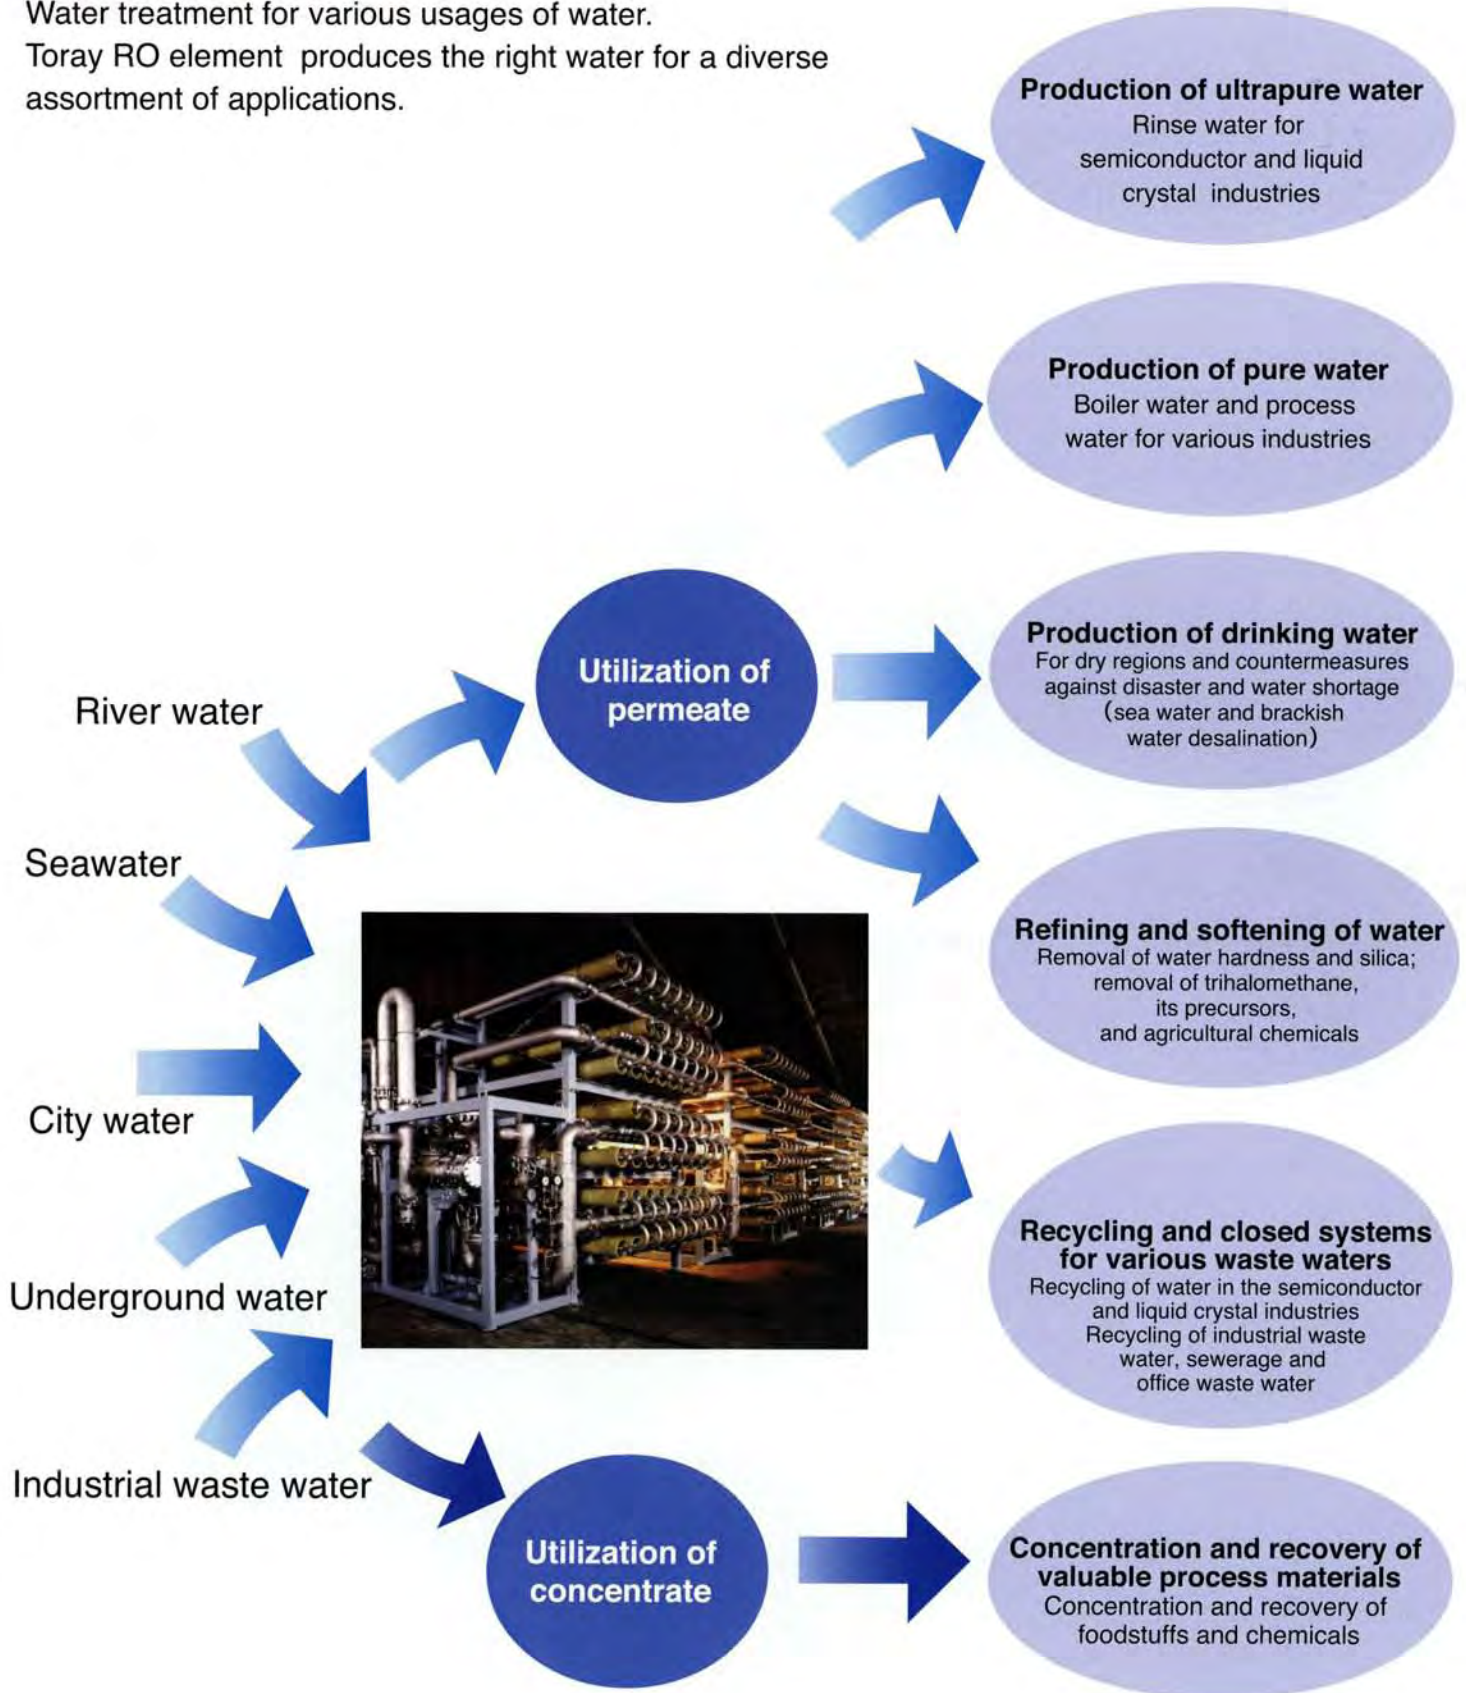 Water treatment for various usages of water.
Toray RO element produces the right water for a diverse
assortment of applications.
Production of ultrapure water
Rinse water for
semiconductor and liquid
crystal industries
Production of pure water
Boiler water and process
water for various industries
Utilization of
permeate
Production of drinking water
For dry regions and countermeasures
against disaster and water shortage
(sea water and brackish
water desalination)
River water
Seawater
City water
Underground water
Industrial waste water
Refining and softening of water
Removal of water hardness and silica;
removal of trihalomethane,
its precursors,
and agricultural chemicals
Recycling and closed systems
for various waste waters
Recycling of water in the semiconductor
and liquid crystal industries
Recycling of industrial waste
water, sewerage and
office waste water
Utilization of
concentrate
Concentration and recovery of
valuable process materials
Concentration and recovery of
foodstuffs and chemicals